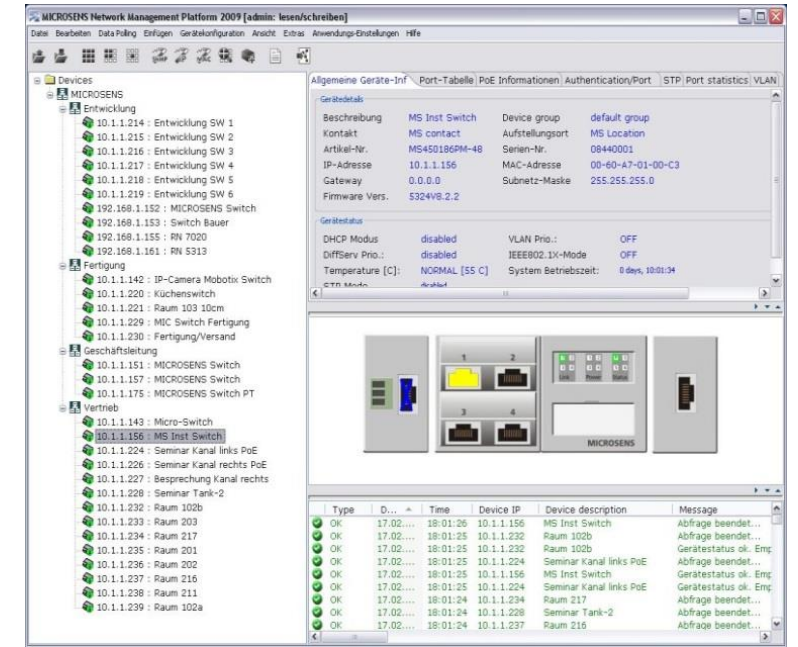 MICROSENS Network Management Platform 2009 [admin: lesen/schreiben]
Datei Bearbeiten Data Polling Einfügen Gerätekonfiguration Ansicht Extras Anwendungs-Einstellungen Hilfe
Devices
MICROSENS
Entwicklung
10.1.1.214 : Entwicklung SW 1
10.1.1.215 : Entwicklung SW 2
10.1.1.216 : Entwicklung SW 3
10.1.1.217 : Entwicklung SW 4
10.1.1.218 : Entwicklung SW 5
10.1.1.219 : Entwicklung SW 6
192.168.1.152 : MICROSENS Switch
192.168.1.153 : Switch Bauer
192.168.1.155 : RN 7020
192.168.1.161 : RN 5313
Fertigung
10.1.1.142 : IP-Camera Mobotix Switch
10.1.1.220 : Küchenswitch
10.1.1.221 : Raum 103 10cm
10.1.1.229 : MIC Switch Fertigung
10.1.1.230 : Fertigung/Versand
Geschäftsleitung
10.1.1.151 : MICROSENS Switch
10.1.1.157 : MICROSENS Switch
10.1.1.175 : MICROSENS Switch PT
Vertrieb
10.1.1.143 : Micro-Switch
10.1.1.156 : MS Inst Switch
10.1.1.224 : Seminar Kanal links PoE
10.1.1.226 : Seminar Kanal rechts PoE
10.1.1.227 : Besprechung Kanal rechts
10.1.1.228 : Seminar Tank-2
10.1.1.232 : Raum 102b
10.1.1.233 : Raum 203
10.1.1.234 : Raum 217
10.1.1.235 : Raum 201
10.1.1.236 : Raum 202
10.1.1.237 : Raum 216
10.1.1.238 : Raum 211
10.1.1.239 : Raum 102a
Allgemeine Geräte-Inf Port-Tabelle PoE Informationen Authentication/Port STP Port statistics VLAN
Gerätedetails
Beschreibung MS Inst Switch Device group default group
Kontakt MS contact Aufstellungsort MS Location
Artikel-Nr. MS450186PM-48 Serien-Nr. 08440001
IP-Adresse 10.1.1.156 MAC-Adresse 00-60-A7-01-00-C3
Gateway 0.0.0.0 Subnetz-Maske 255.255.255.0
Firmware Vers. 5324V8.2.2
Gerätestatus
DHCP Modus disabled VLAN Prio.: OFF
DiffServ Prio.: disabled IEEE802.1X-Mode OFF
Temperature [C]: NORMAL [55 C] System Betriebszeit: 0 days, 10:01:34
STP Mode disabled
1 2
3 4
Link Power Status
MICROSENS
Type D... Time Device IP Device description Message
OK 17.02.... 18:01:26 10.1.1.156 MS Inst Switch Abfrage beendet...
OK 17.02.... 18:01:25 10.1.1.232 Raum 102b Abfrage beendet...
OK 17.02.... 18:01:25 10.1.1.232 Raum 102b Gerätestatus ok. Emp
OK 17.02.... 18:01:25 10.1.1.224 Seminar Kanal links PoE Abfrage beendet...
OK 17.02.... 18:01:25 10.1.1.156 MS Inst Switch Gerätestatus ok. Emp
OK 17.02.... 18:01:25 10.1.1.224 Seminar Kanal links PoE Gerätestatus ok. Emp
OK 17.02.... 18:01:24 10.1.1.234 Raum 217 Abfrage beendet...
OK 17.02.... 18:01:24 10.1.1.228 Seminar Tank-2 Abfrage beendet...
OK 17.02.... 18:01:24 10.1.1.237 Raum 216 Abfrage beendet...